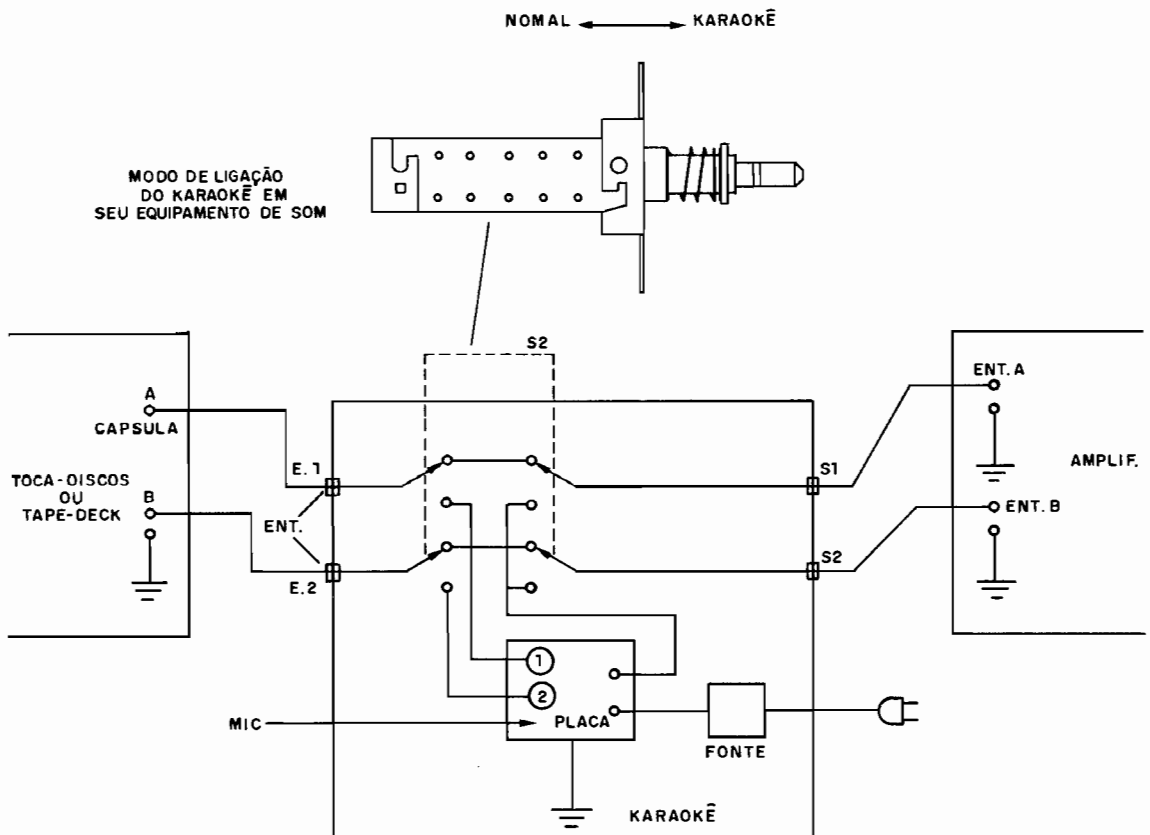 NOMAL KARAOKÊ
MODO DE LIGAÇÃO
DO KARAOKÊ EM
SEU EQUIPAMENTO DE SOM
S2
A
CAPSULA
TOCA-DISCOS
OU
TAPE-DECK
B
E.1
ENT.
E.2
S1
S2
ENT. A
AMPLIF.
ENT. B
1
2
MIC
PLACA
FONTE
KARAOKÊ